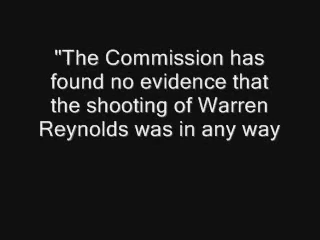 "The Commission has
found no evidence that
the shooting of Warren
Reynolds was in any way